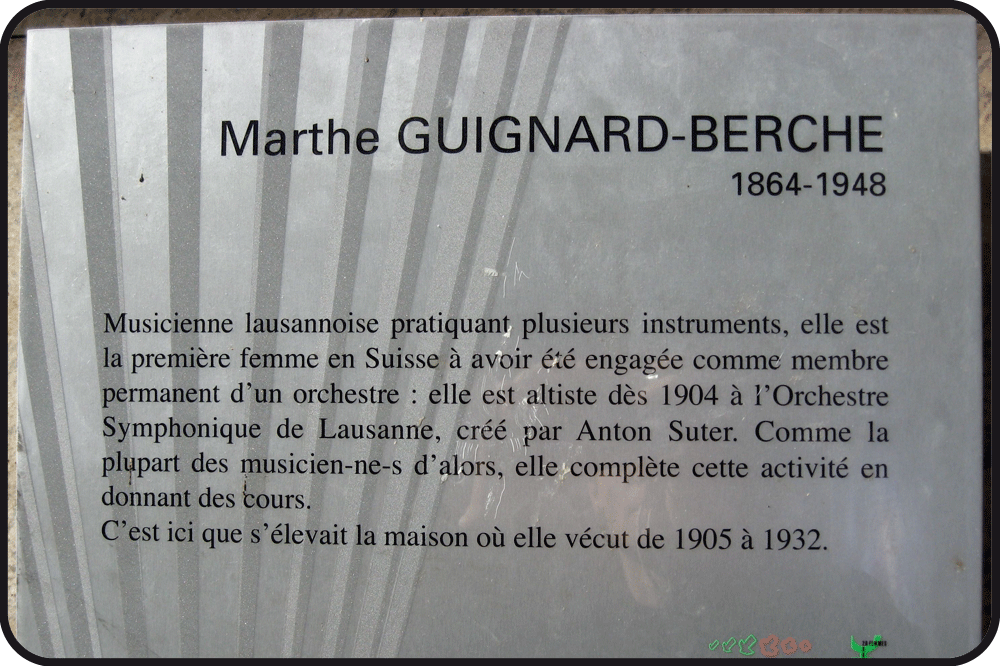 Marthe GUIGNARD-BERCHE
1864-1948
Musicienne lausannoise pratiquant plusieurs instruments, elle est
la première femme en Suisse à avoir été engagée comme membre
permanent d'un orchestre : elle est altiste dès 1904 à l'Orchestre
Symphonique de Lausanne, créé par Anton Suter. Comme la
plupart des musicien-ne-s d'alors, elle complète cette activité en
donnant des cours.
C'est ici que s'élevait la maison où elle vécut de 1905 à 1932.